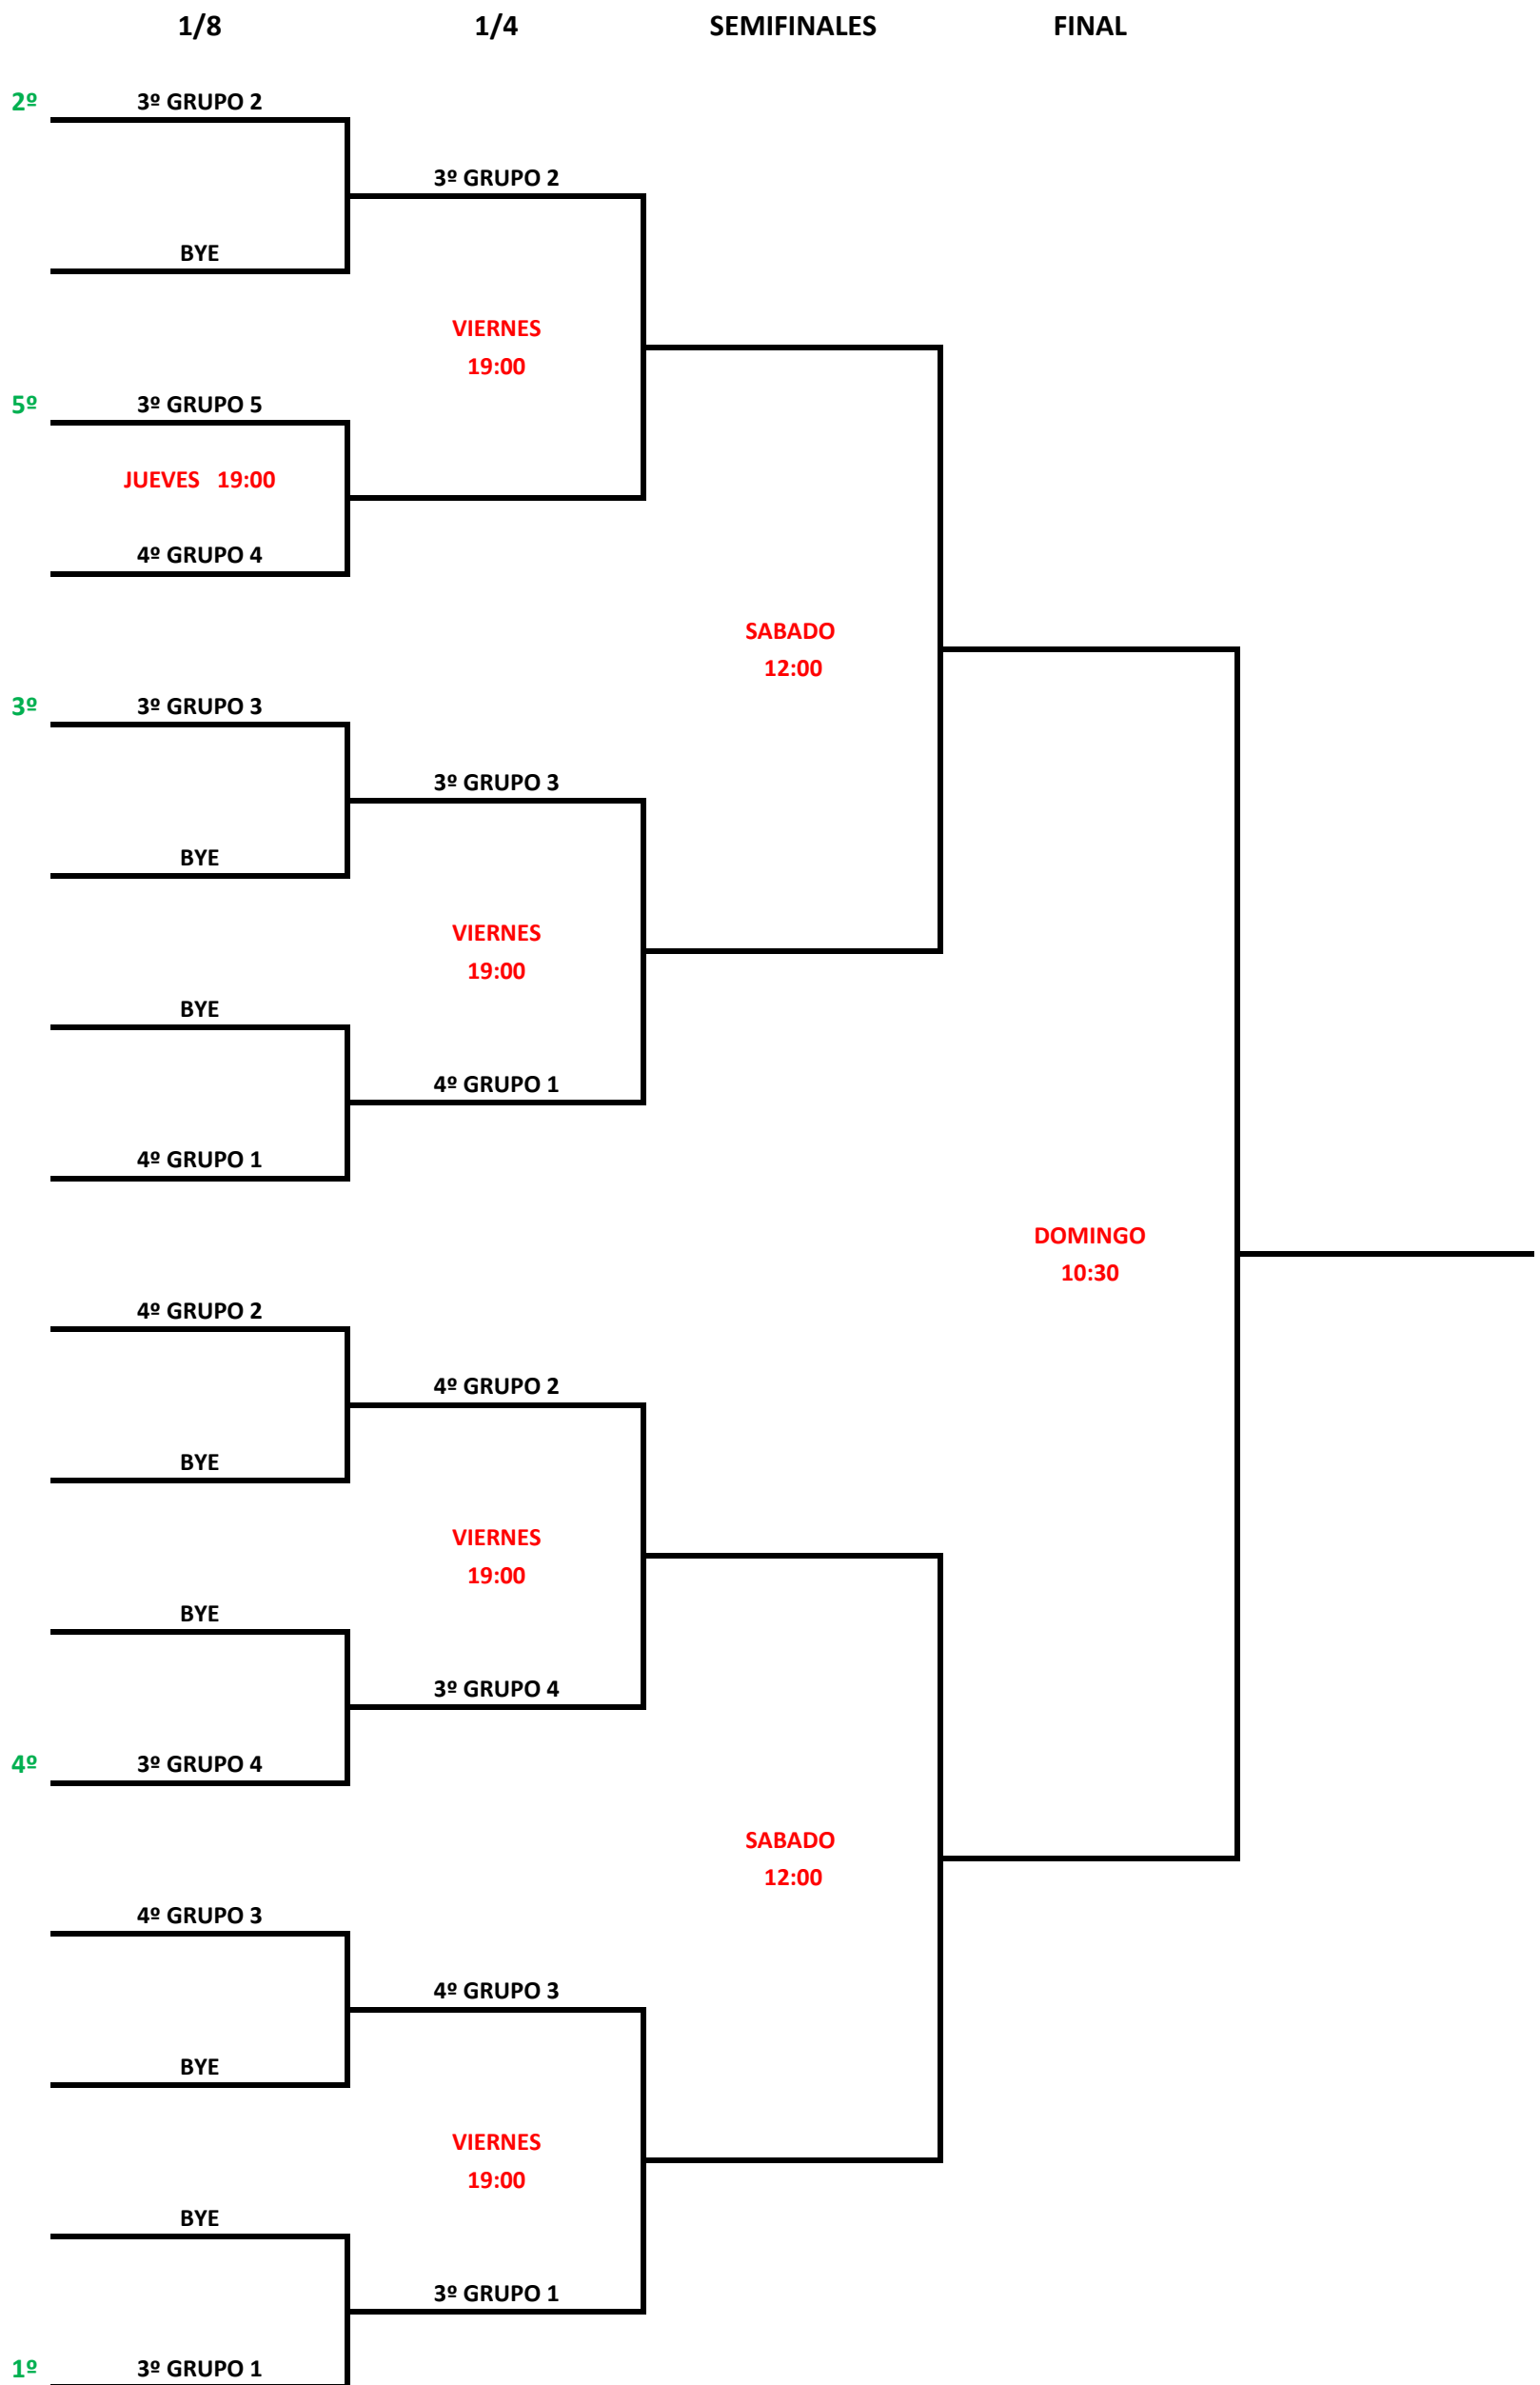 1/8 1/4 SEMIFINALES FINAL
2º 3º GRUPO 2
3º GRUPO 2
BYE
VIERNES
19:00
5º 3º GRUPO 5
JUEVES 19:00
4º GRUPO 4
SABADO
12:00
3º 3º GRUPO 3
3º GRUPO 3
BYE
VIERNES
19:00
BYE
4º GRUPO 1
4º GRUPO 1
DOMINGO
10:30
4º GRUPO 2
4º GRUPO 2
BYE
VIERNES
19:00
BYE
3º GRUPO 4
4º 3º GRUPO 4
SABADO
12:00
4º GRUPO 3
4º GRUPO 3
BYE
VIERNES
19:00
BYE
3º GRUPO 1
1º 3º GRUPO 1